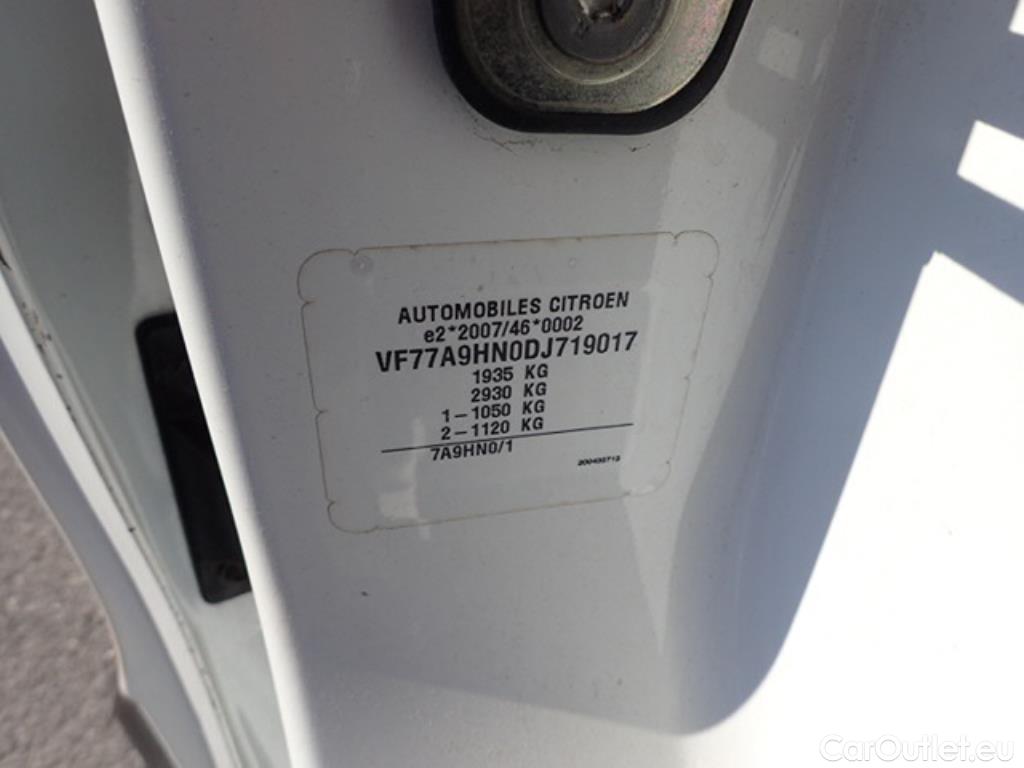 AUTOMOBILES CITROEN
e2*2007/46*0002
VF77A9HN0DJ719017
1935 KG
2930 KG
1-1050 KG
2-1120 KG
7A9HN0/1
CarOutlet.eu